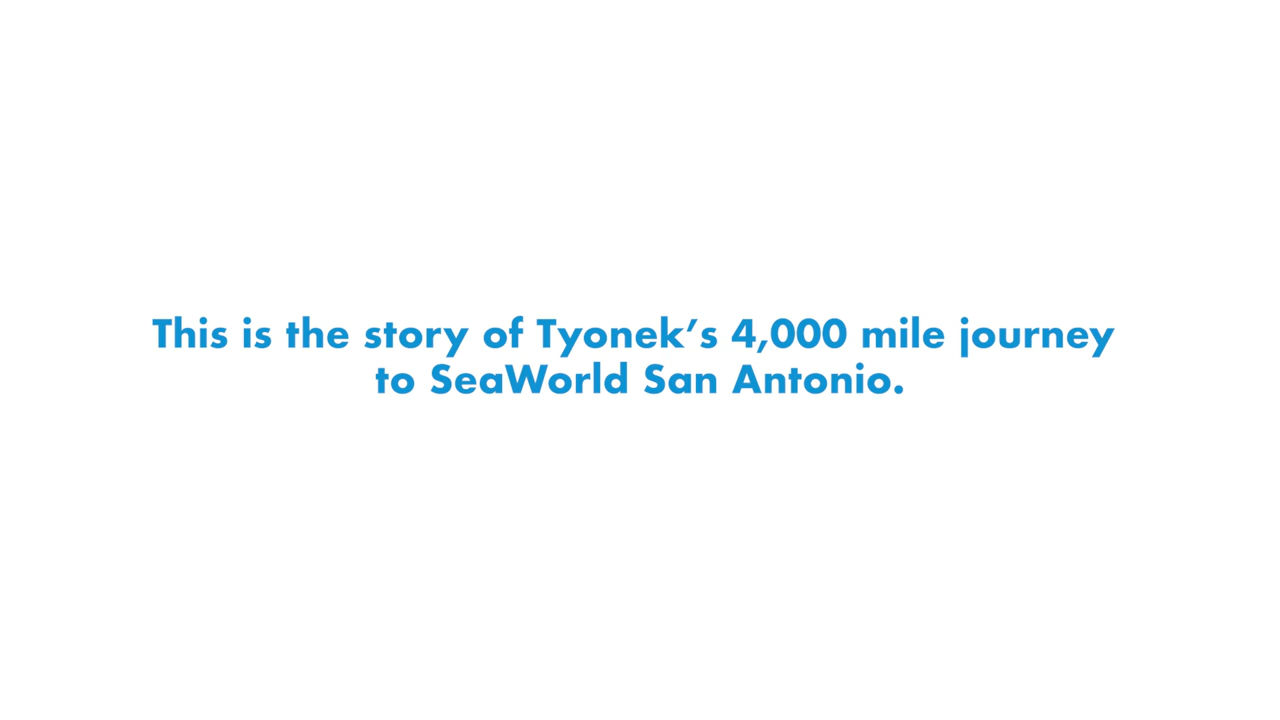 This is the story of Tyonek’s 4,000 mile journey
to SeaWorld San Antonio.